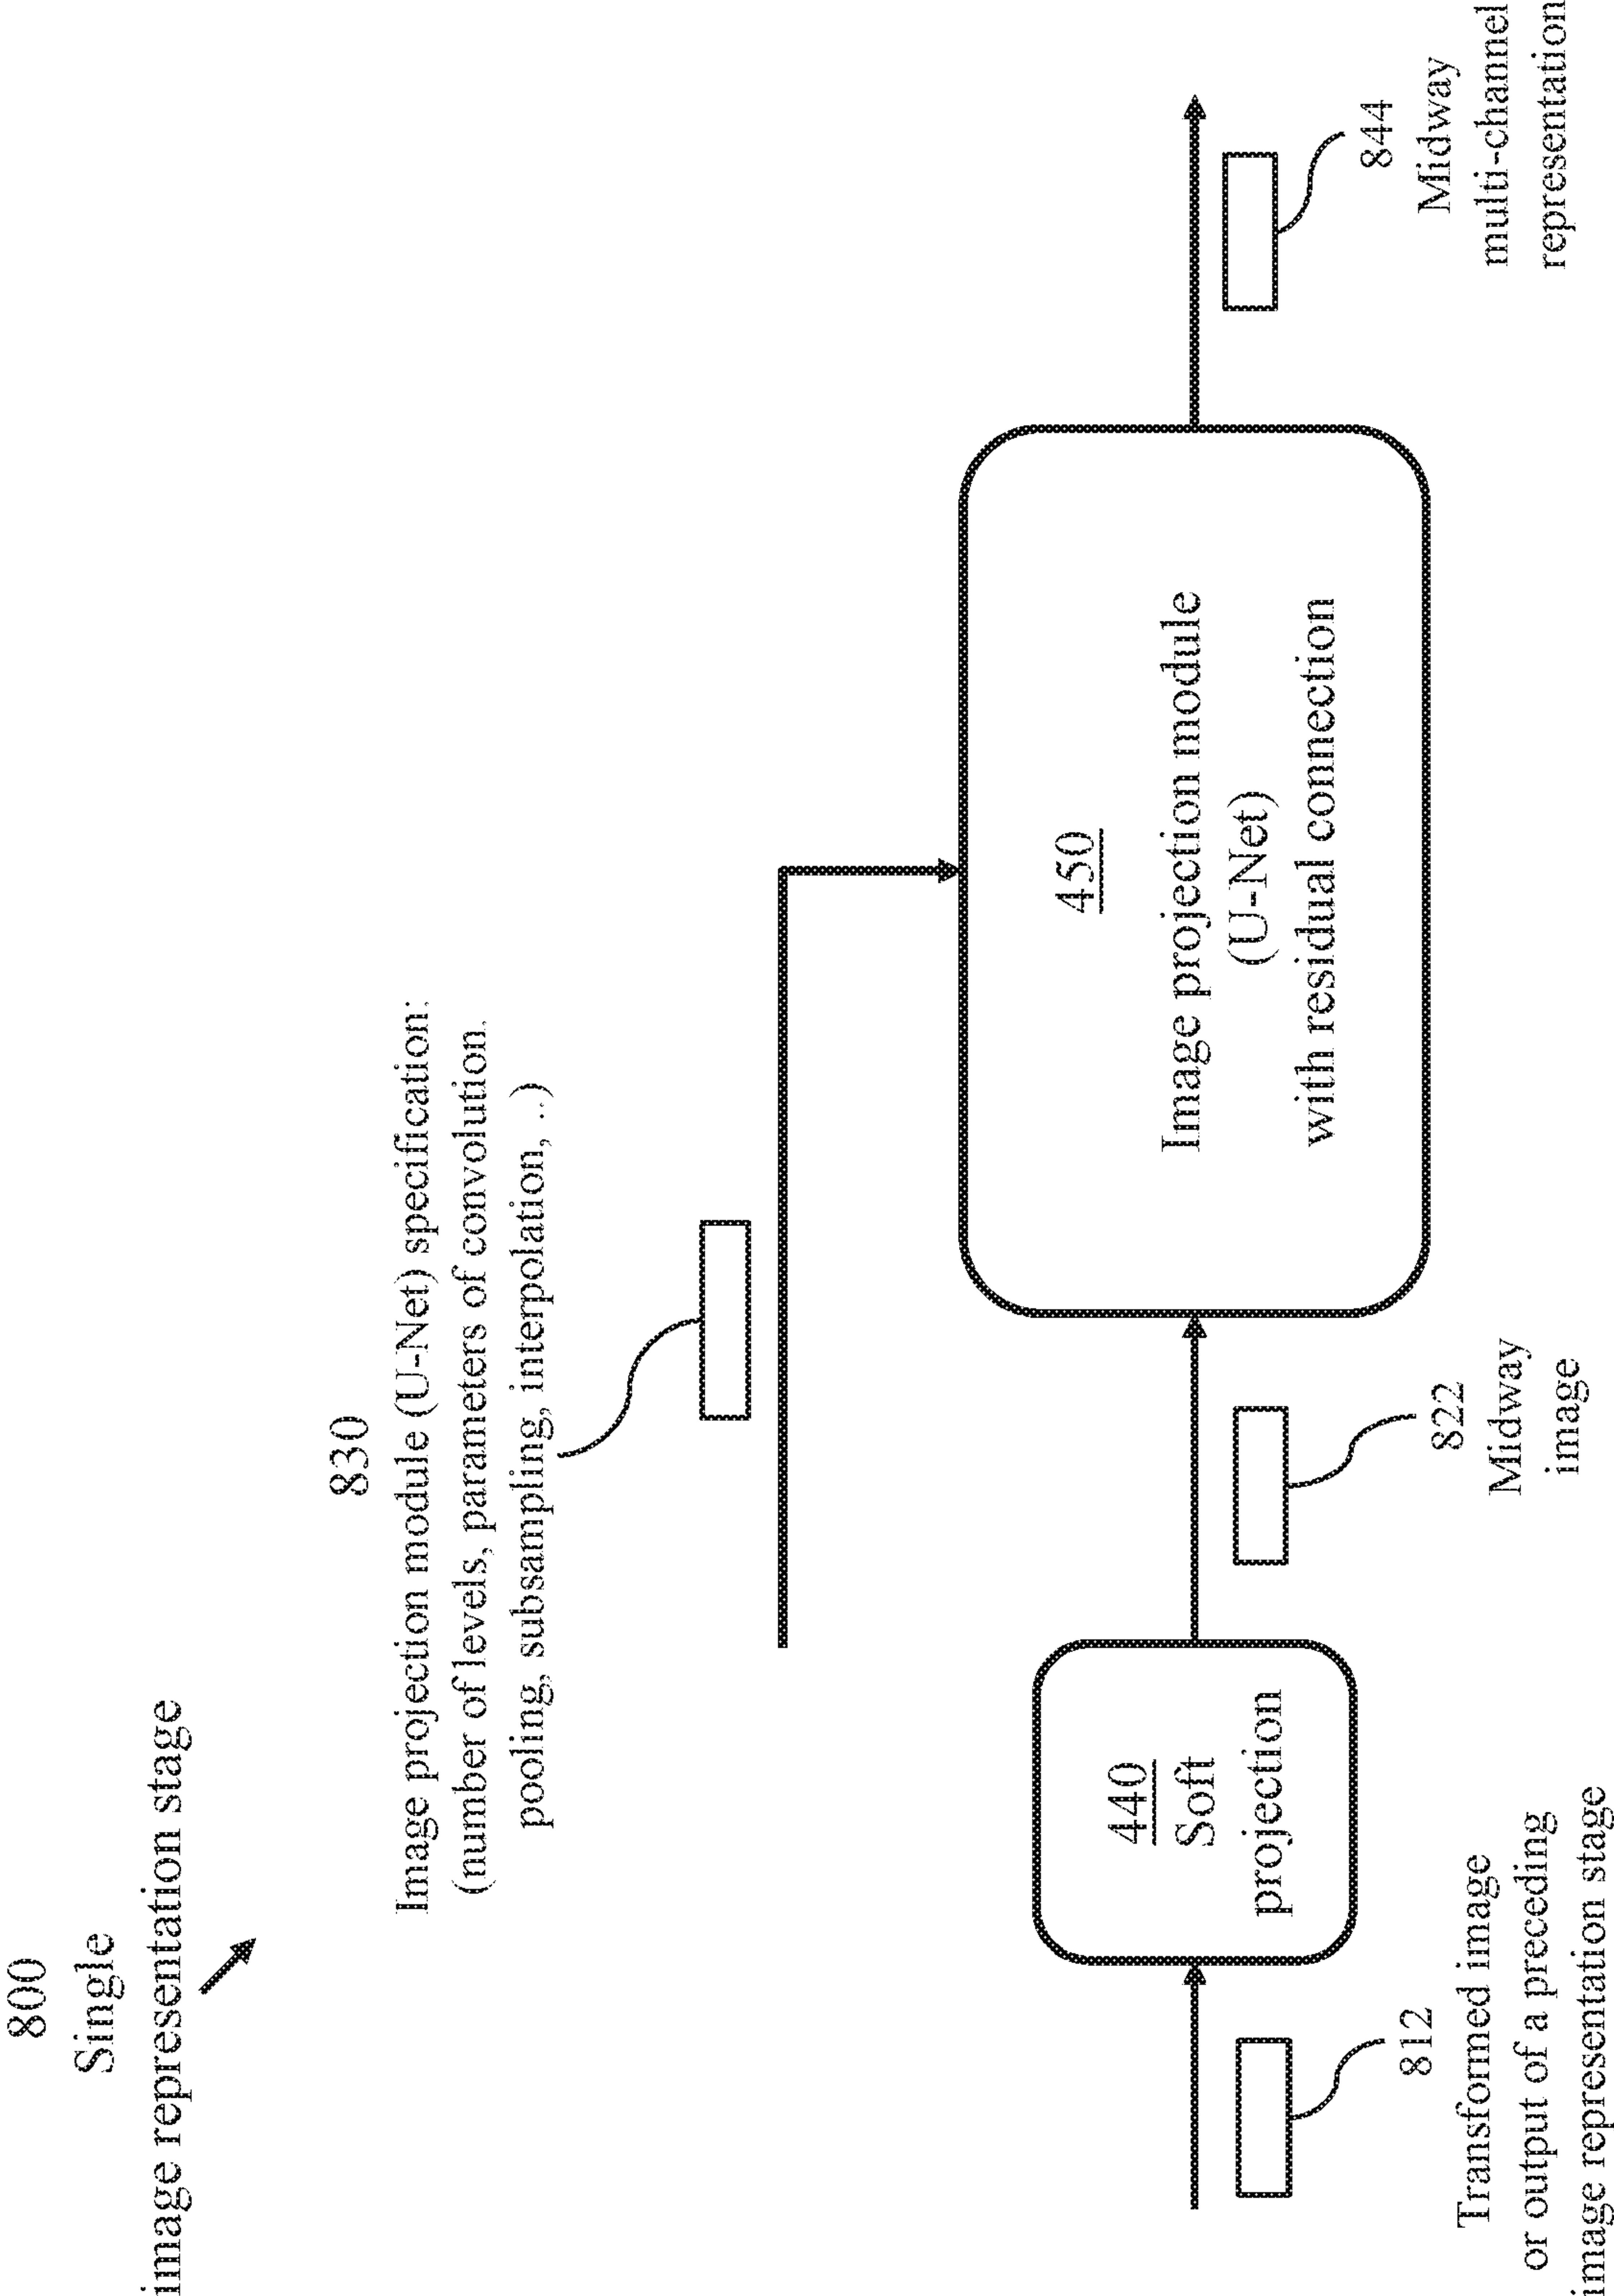 800
Single
image representation stage
830
Image projection module (U-Net) specification:
(number of levels, parameters of convolution,
pooling, subsampling, interpolation, ..)
440
Soft
projection
450
Image projection module
(U-Net)
with residual connection
812
Transformed image
or output of a preceding
image representation stage
822
Midway
image
844
Midway
multi-channel
representation